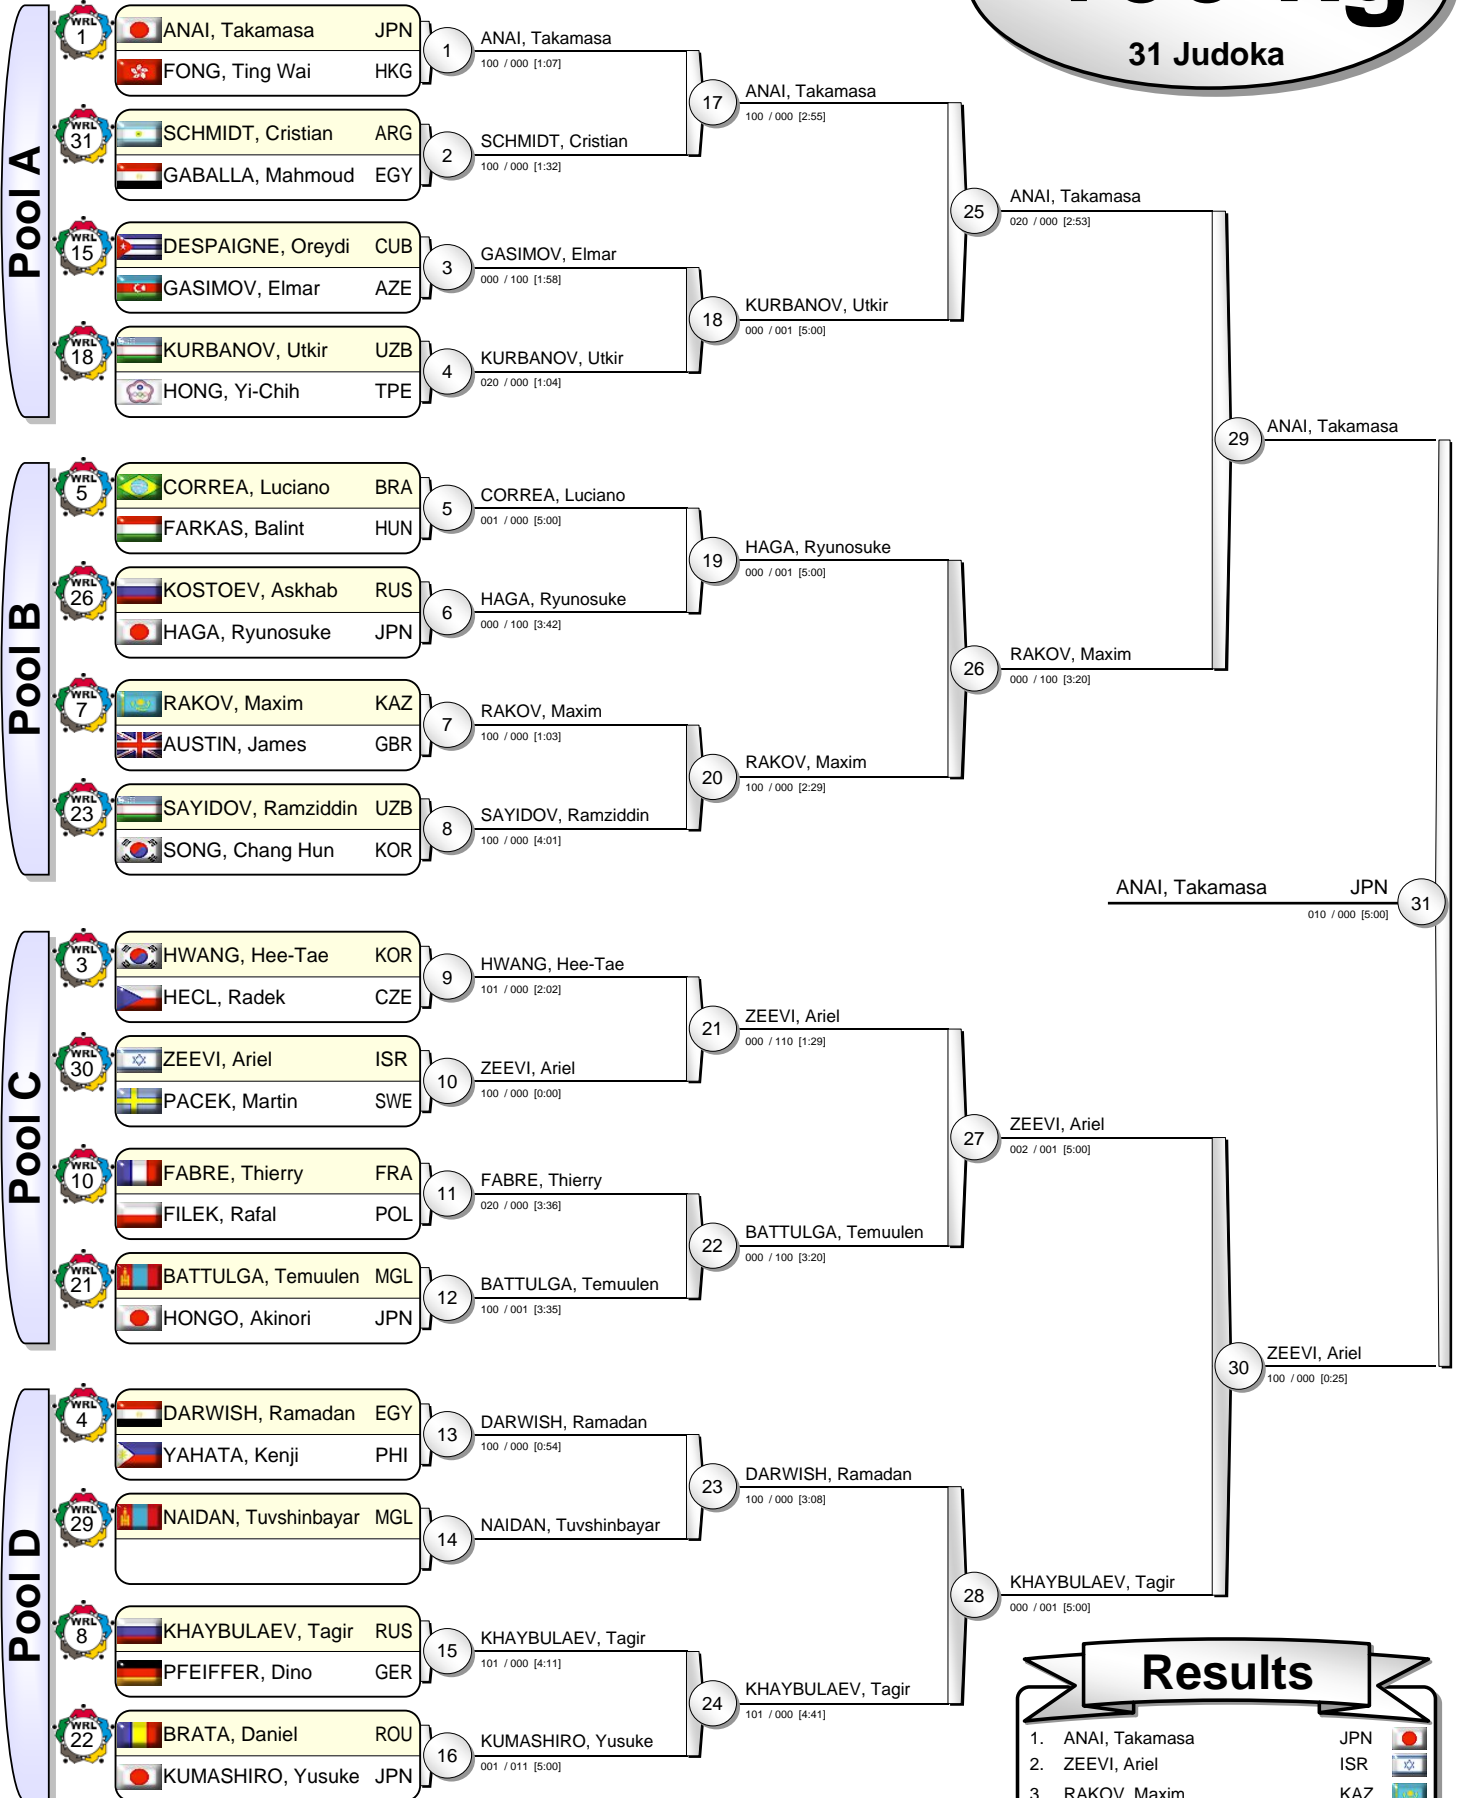 31 Judoka
Pool A
WRL 1
ANAI, Takamasa JPN
FONG, Ting Wai HKG
1
ANAI, Takamasa
100 / 000 [1:07]
WRL 31
SCHMIDT, Cristian ARG
GABALLA, Mahmoud EGY
2
SCHMIDT, Cristian
100 / 000 [1:32]
17
ANAI, Takamasa
100 / 000 [2:55]
WRL 15
DESPAIGNE, Oreydi CUB
GASIMOV, Elmar AZE
3
GASIMOV, Elmar
000 / 100 [1:58]
WRL 18
KURBANOV, Utkir UZB
HONG, Yi-Chih TPE
4
KURBANOV, Utkir
020 / 000 [1:04]
18
KURBANOV, Utkir
000 / 001 [5:00]
25
ANAI, Takamasa
020 / 000 [2:53]
Pool B
WRL 5
CORREA, Luciano BRA
FARKAS, Balint HUN
5
CORREA, Luciano
001 / 000 [5:00]
WRL 26
KOSTOEV, Askhab RUS
HAGA, Ryunosuke JPN
6
HAGA, Ryunosuke
000 / 100 [3:42]
19
HAGA, Ryunosuke
000 / 001 [5:00]
WRL 7
RAKOV, Maxim KAZ
AUSTIN, James GBR
7
RAKOV, Maxim
100 / 000 [1:03]
WRL 23
SAYIDOV, Ramziddin UZB
SONG, Chang Hun KOR
8
SAYIDOV, Ramziddin
100 / 000 [4:01]
20
RAKOV, Maxim
100 / 000 [2:29]
26
RAKOV, Maxim
000 / 100 [3:20]
29
ANAI, Takamasa
ANAI, Takamasa JPN
010 / 000 [5:00]
31
Pool C
WRL 3
HWANG, Hee-Tae KOR
HECL, Radek CZE
9
HWANG, Hee-Tae
101 / 000 [2:02]
WRL 30
ZEEVI, Ariel ISR
PACEK, Martin SWE
10
ZEEVI, Ariel
100 / 000 [0:00]
21
ZEEVI, Ariel
000 / 110 [1:29]
WRL 10
FABRE, Thierry FRA
FILEK, Rafal POL
11
FABRE, Thierry
020 / 000 [3:36]
WRL 21
BATTULGA, Temuulen MGL
HONGO, Akinori JPN
12
BATTULGA, Temuulen
100 / 001 [3:35]
22
BATTULGA, Temuulen
000 / 100 [3:20]
27
ZEEVI, Ariel
002 / 001 [5:00]
Pool D
WRL 4
DARWISH, Ramadan EGY
YAHATA, Kenji PHI
13
DARWISH, Ramadan
100 / 000 [0:54]
WRL 29
NAIDAN, Tuvshinbayar MGL
14
NAIDAN, Tuvshinbayar
23
DARWISH, Ramadan
100 / 000 [3:08]
WRL 8
KHAYBULAEV, Tagir RUS
PFEIFFER, Dino GER
15
KHAYBULAEV, Tagir
101 / 000 [4:11]
WRL 22
BRATA, Daniel ROU
KUMASHIRO, Yusuke JPN
16
KUMASHIRO, Yusuke
001 / 011 [5:00]
24
KHAYBULAEV, Tagir
101 / 000 [4:41]
28
KHAYBULAEV, Tagir
000 / 001 [5:00]
30
ZEEVI, Ariel
100 / 000 [0:25]
Results
1. ANAI, Takamasa JPN
2. ZEEVI, Ariel ISR
3. RAKOV, Maxim KAZ